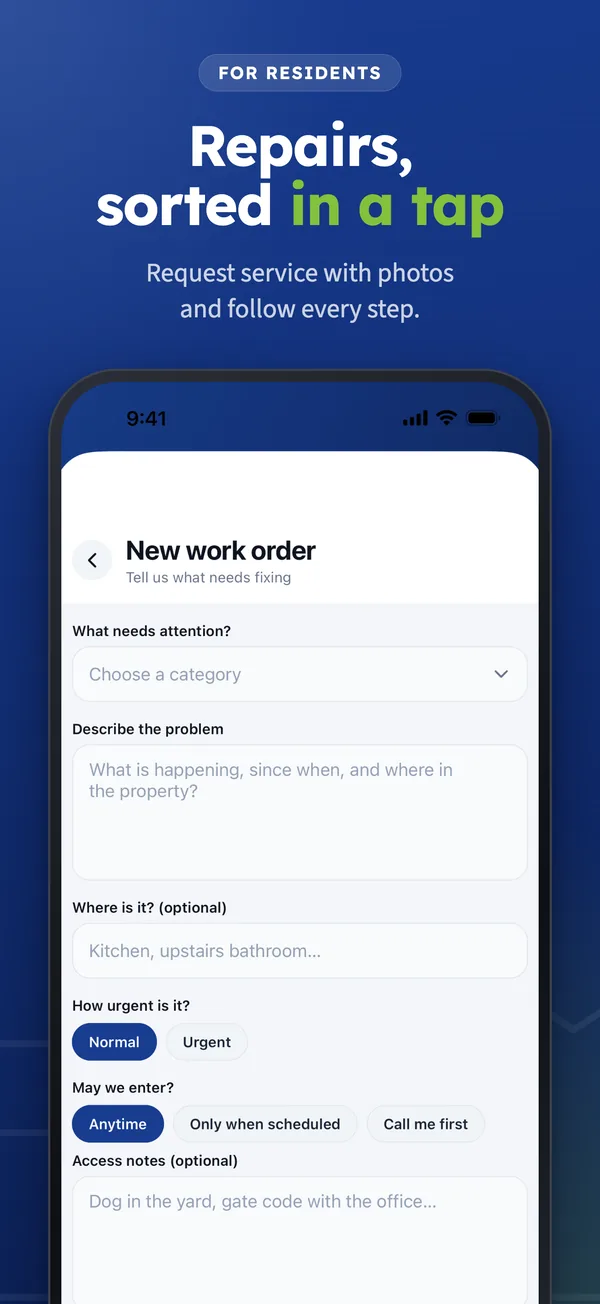 FOR RESIDENTS
Repairs,
sorted in a tap
Request service with photos
and follow every step.
9:41
New work order
Tell us what needs fixing
What needs attention?
Choose a category
Describe the problem
What is happening, since when, and where in
the property?
Where is it? (optional)
Kitchen, upstairs bathroom...
How urgent is it?
Normal Urgent
May we enter?
Anytime Only when scheduled Call me first
Access notes (optional)
Dog in the yard, gate code with the office...